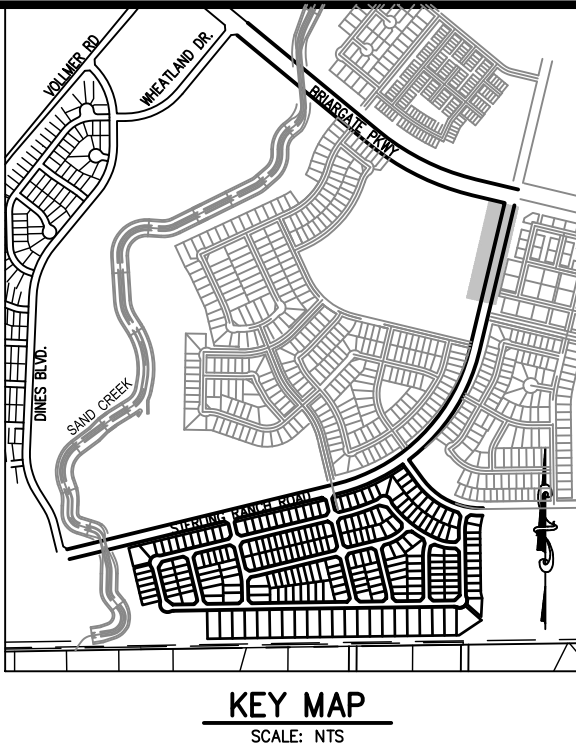 VOLLMER RD
WHEATLAND DR.
BRIARGATE PKWY
DINES BLVD.
SAND CREEK
STERLING RANCH ROAD
KEY MAP
SCALE: NTS